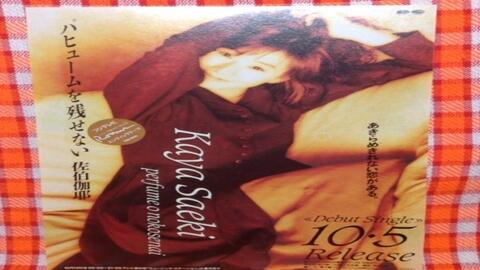 パヒュームを残せない 佐伯伽耶
Kaya Saeki
perfume o nokosenai
あきらめきれない恋がある。
«Debut Single»
10・5
Release